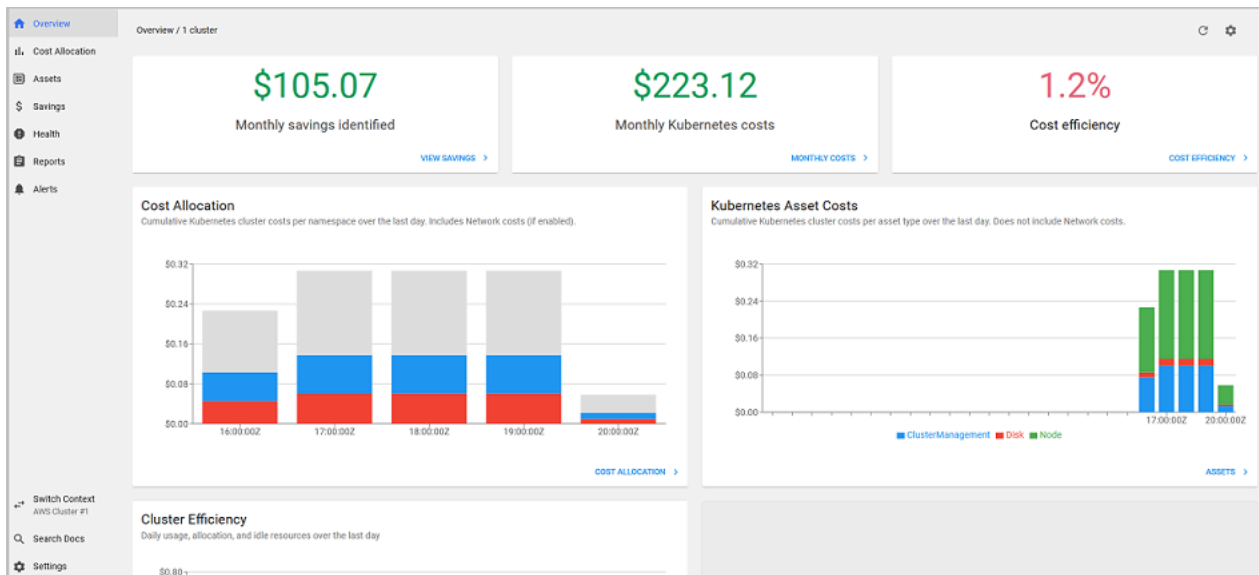 Overview
Cost Allocation
Assets
Savings
Health
Reports
Alerts
Switch Context
AWS Cluster #1
Search Docs
Settings
Overview / 1 cluster
$105.07
Monthly savings identified
VIEW SAVINGS
$223.12
Monthly Kubernetes costs
MONTHLY COSTS
1.2%
Cost efficiency
COST EFFICIENCY
Cost Allocation
Cumulative Kubernetes cluster costs per namespace over the last day. Includes Network costs (if enabled).
$0.32
$0.24
$0.16
$0.08
$0.00
16:00:00Z 17:00:00Z 18:00:00Z 19:00:00Z 20:00:00Z
COST ALLOCATION
Kubernetes Asset Costs
Cumulative Kubernetes cluster costs per asset type over the last day. Does not include Network costs.
$0.32
$0.24
$0.16
$0.08
$0.00
17:00:00Z 20:00:00Z
ClusterManagement Disk Node
ASSETS
Cluster Efficiency
Daily usage, allocation, and idle resources over the last day
$0.80